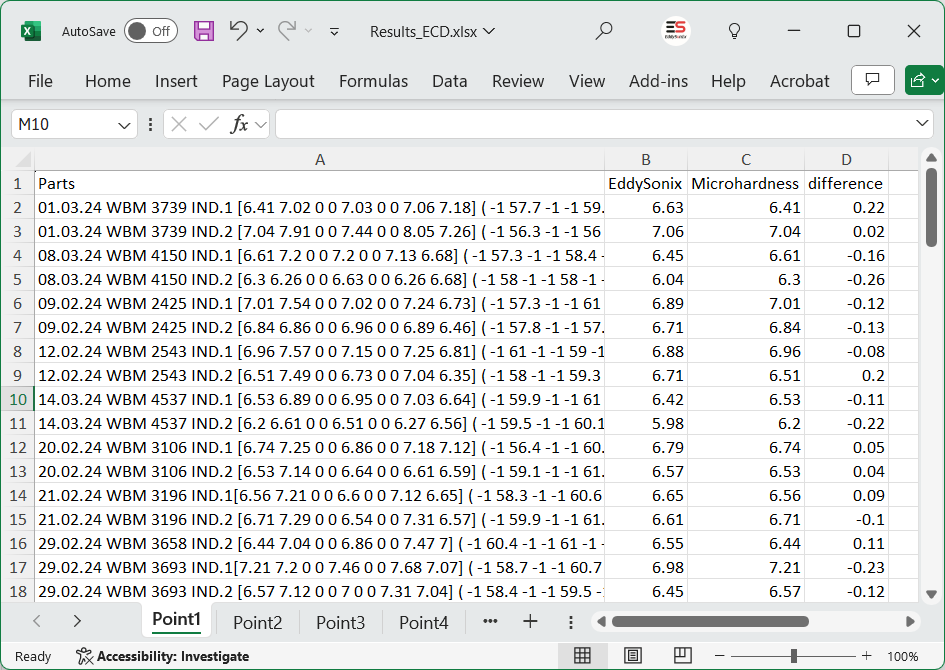 AutoSave Off Results_ECD.xlsx ES EddySonix
File Home Insert Page Layout Formulas Data Review View Add-ins Help Acrobat
M10 fx
A B C D
1 Parts EddySonix Microhardness difference
2 01.03.24 WBM 3739 IND.1 [6.41 7.02 0 0 7.03 0 0 7.06 7.18] ( -1 57.7 -1 -1 59. 6.63 6.41 0.22
3 01.03.24 WBM 3739 IND.2 [7.04 7.91 0 0 7.44 0 0 8.05 7.26] ( -1 56.3 -1 -1 56 7.06 7.04 0.02
4 08.03.24 WBM 4150 IND.1 [6.61 7.2 0 0 7.2 0 0 7.13 6.68] ( -1 57.3 -1 -1 58.4 - 6.45 6.61 -0.16
5 08.03.24 WBM 4150 IND.2 [6.3 6.26 0 0 6.63 0 0 6.26 6.68] ( -1 58 -1 -1 58 -1 - 6.04 6.3 -0.26
6 09.02.24 WBM 2425 IND.1 [7.01 7.54 0 0 7.02 0 0 7.24 6.73] ( -1 57.3 -1 -1 61 6.89 7.01 -0.12
7 09.02.24 WBM 2425 IND.2 [6.84 6.86 0 0 6.96 0 0 6.89 6.46] ( -1 57.8 -1 -1 57. 6.71 6.84 -0.13
8 12.02.24 WBM 2543 IND.1 [6.96 7.57 0 0 7.15 0 0 7.25 6.81] ( -1 61 -1 -1 59 -1 6.88 6.96 -0.08
9 12.02.24 WBM 2543 IND.2 [6.51 7.49 0 0 6.73 0 0 7.04 6.35] ( -1 58 -1 -1 59.3 6.71 6.51 0.2
10 14.03.24 WBM 4537 IND.1 [6.53 6.89 0 0 6.95 0 0 7.03 6.64] ( -1 59.9 -1 -1 61 6.42 6.53 -0.11
11 14.03.24 WBM 4537 IND.2 [6.2 6.61 0 0 6.51 0 0 6.27 6.56] ( -1 59.5 -1 -1 60.1 5.98 6.2 -0.22
12 20.02.24 WBM 3106 IND.1 [6.74 7.25 0 0 6.86 0 0 7.18 7.12] ( -1 56.4 -1 -1 60. 6.79 6.74 0.05
13 20.02.24 WBM 3106 IND.2 [6.53 7.14 0 0 6.64 0 0 6.61 6.59] ( -1 59.1 -1 -1 61. 6.57 6.53 0.04
14 21.02.24 WBM 3196 IND.1[6.56 7.21 0 0 6.6 0 0 7.12 6.65] ( -1 58.3 -1 -1 60.6 6.65 6.56 0.09
15 21.02.24 WBM 3196 IND.2 [6.71 7.29 0 0 6.54 0 0 7.31 6.57] ( -1 59.9 -1 -1 61. 6.61 6.71 -0.1
16 29.02.24 WBM 3658 IND.2 [6.44 7.04 0 0 6.86 0 0 7.47 7] ( -1 60.4 -1 -1 61 -1 - 6.55 6.44 0.11
17 29.02.24 WBM 3693 IND.1[7.21 7.2 0 0 7.46 0 0 7.68 7.07] ( -1 58.7 -1 -1 60.7 6.98 7.21 -0.23
18 29.02.24 WBM 3693 IND.2 [6.57 7.12 0 0 7 0 0 7.31 7.04] ( -1 58.4 -1 -1 59.5 - 6.45 6.57 -0.12
Point1 Point2 Point3 Point4
Ready Accessibility: Investigate 100%